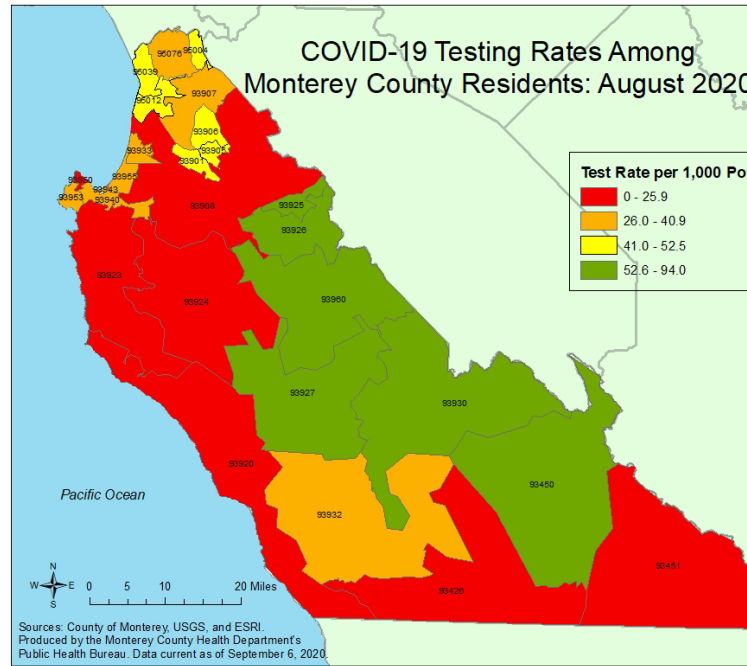 COVID-19 Testing Rates Among
Monterey County Residents: August 2020
Test Rate per 1,000 Po
0 - 25.9
26.0 - 40.9
41.0 - 52.5
52.6 - 94.0
95076
95004
95039
93907
95012
93906
93933
93905
93901
93955
93950
93943
93953
93940
93908
93925
93926
93923
93924
93960
93927
93930
93920
93450
93932
93451
93426
Pacific Ocean
N
W E
S
0 5 10 20 Miles
Sources: County of Monterey, USGS, and ESRI.
Produced by the Monterey County Health Department's
Public Health Bureau. Data current as of September 6, 2020.